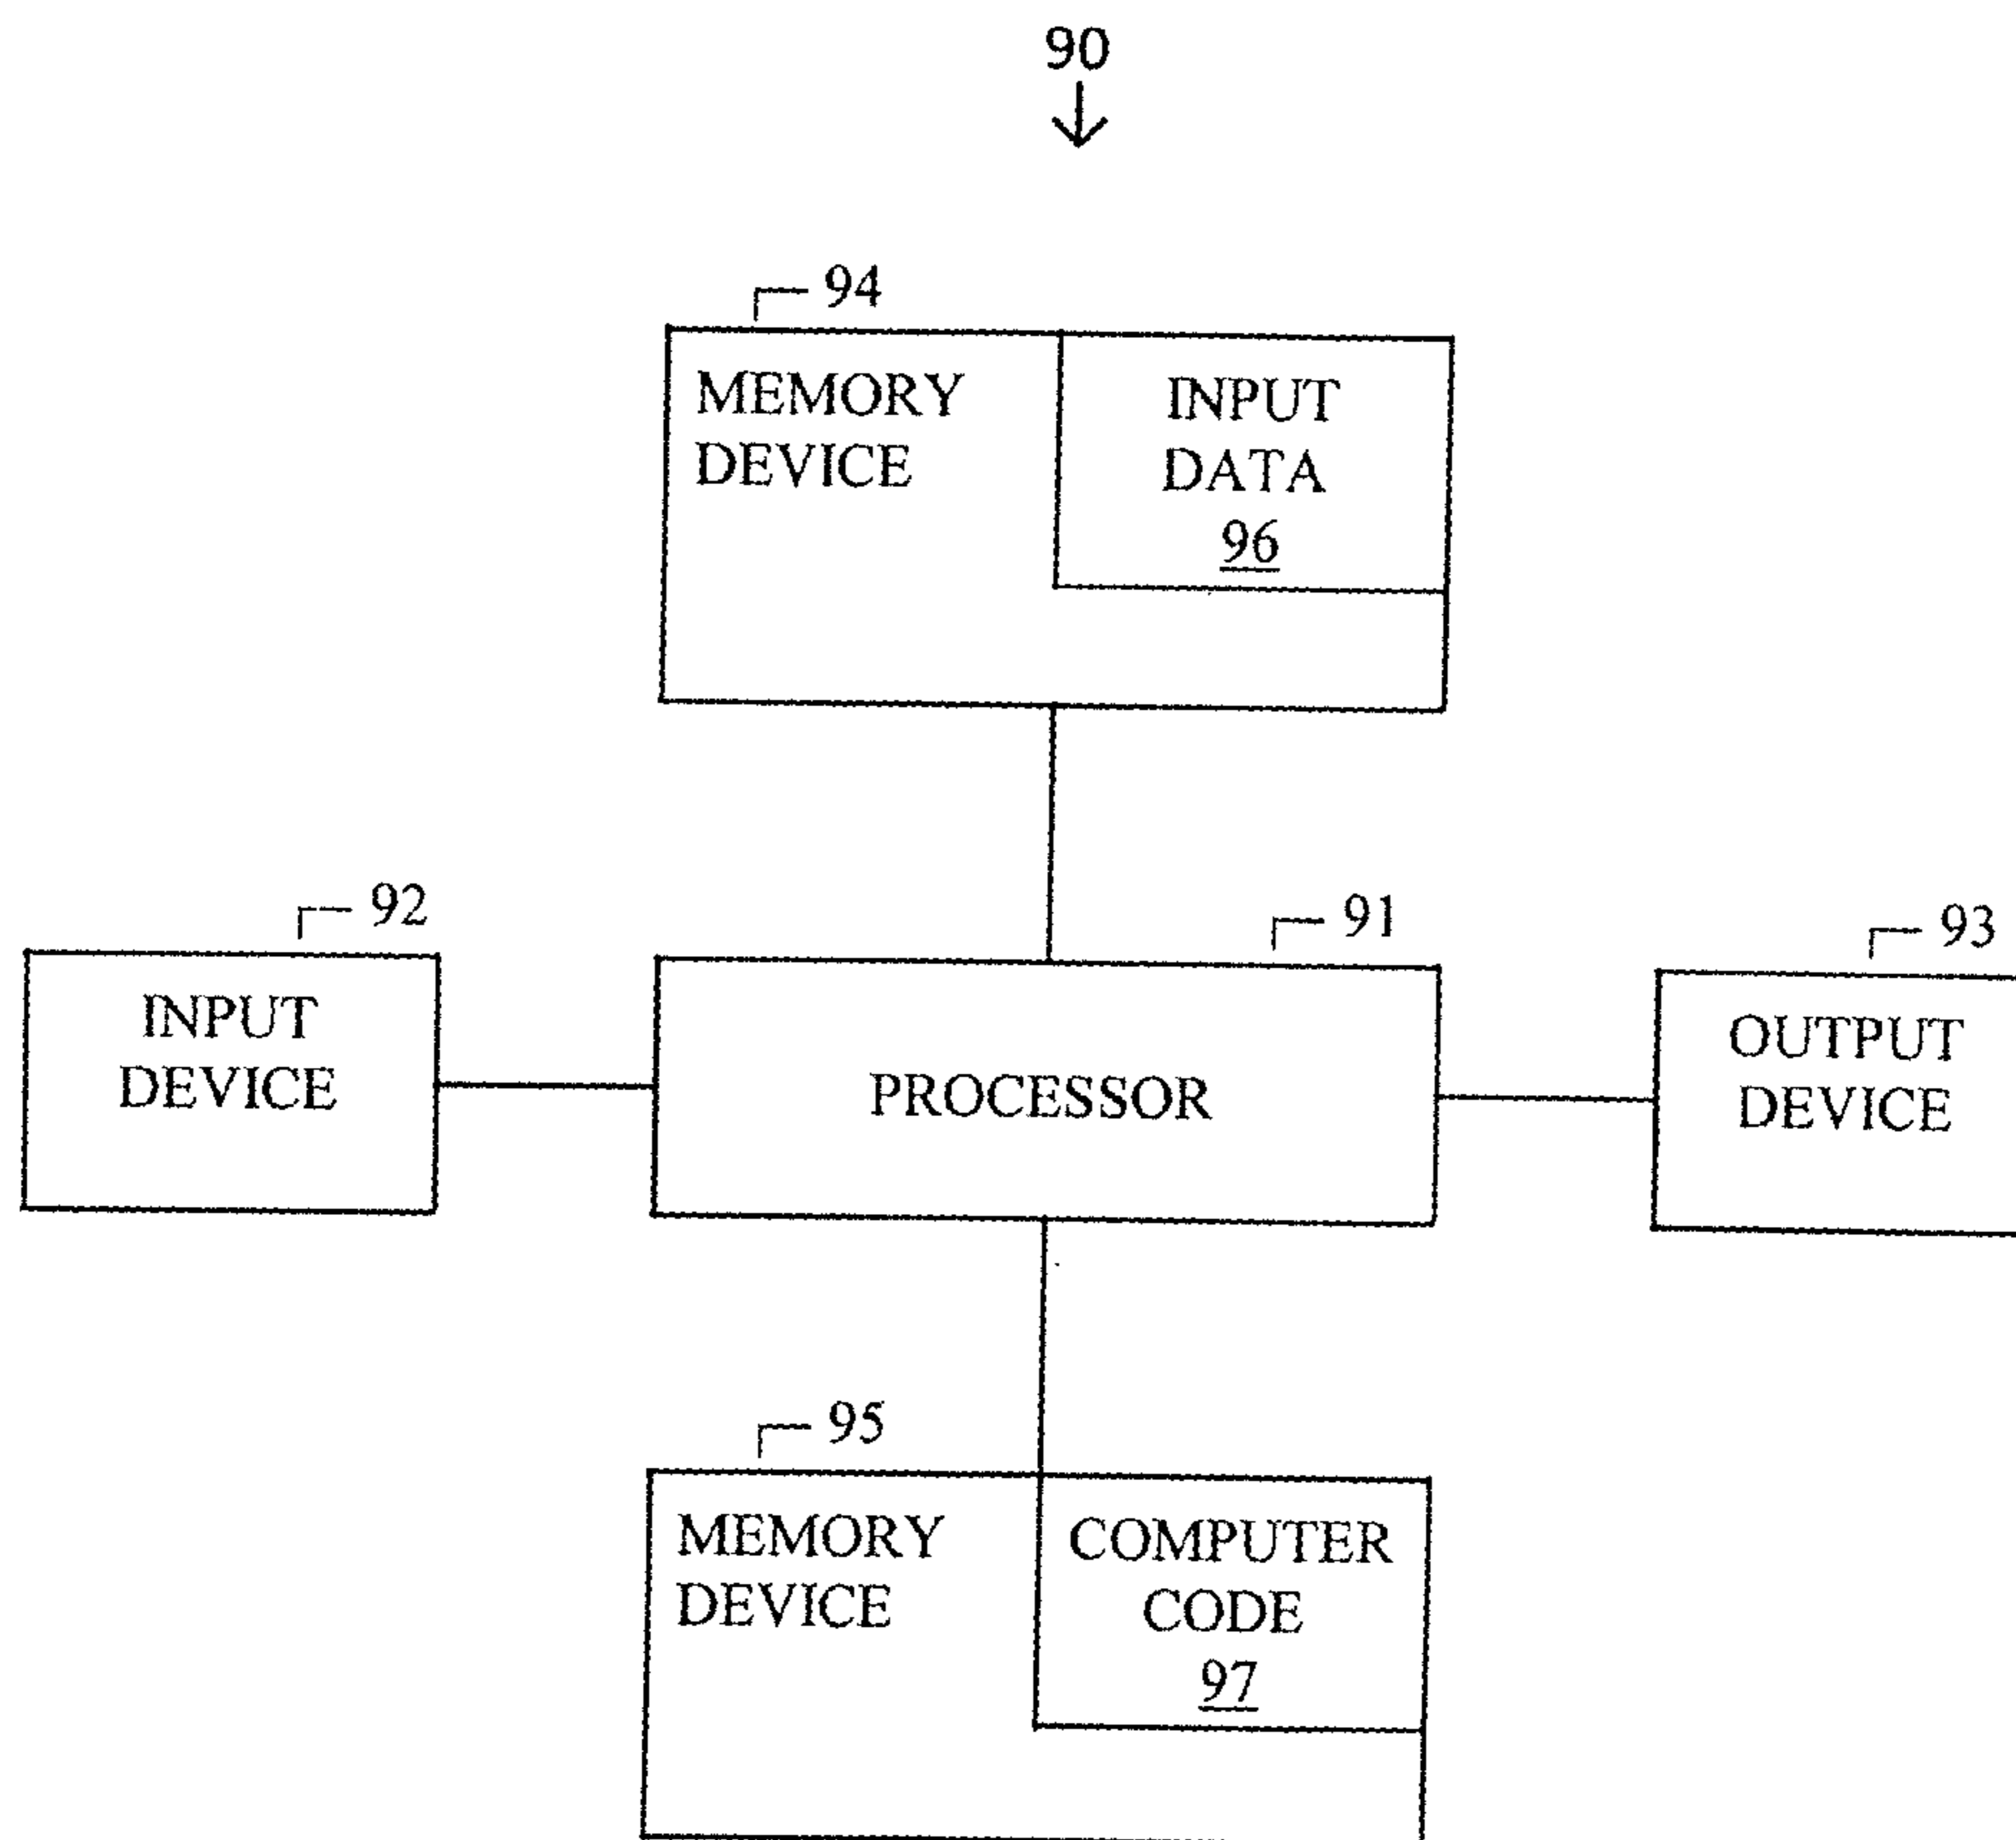 90
94
MEMORY
DEVICE
INPUT
DATA
96
92
INPUT
DEVICE
91
PROCESSOR
93
OUTPUT
DEVICE
95
MEMORY
DEVICE
COMPUTER
CODE
97